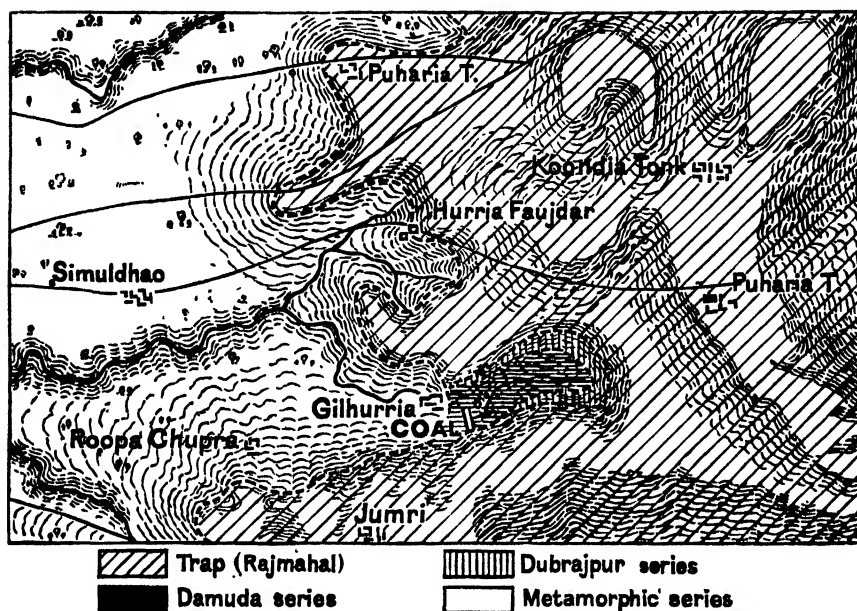 Puharia T.
Koondia Tonk
Hurria Faujdar
Simuldhao
Puharia T.
Gilhurria
COAL
Roopa Chupra
Jumri
Trap (Rajmahal)
Dubrajpur series
Damuda series
Metamorphic series